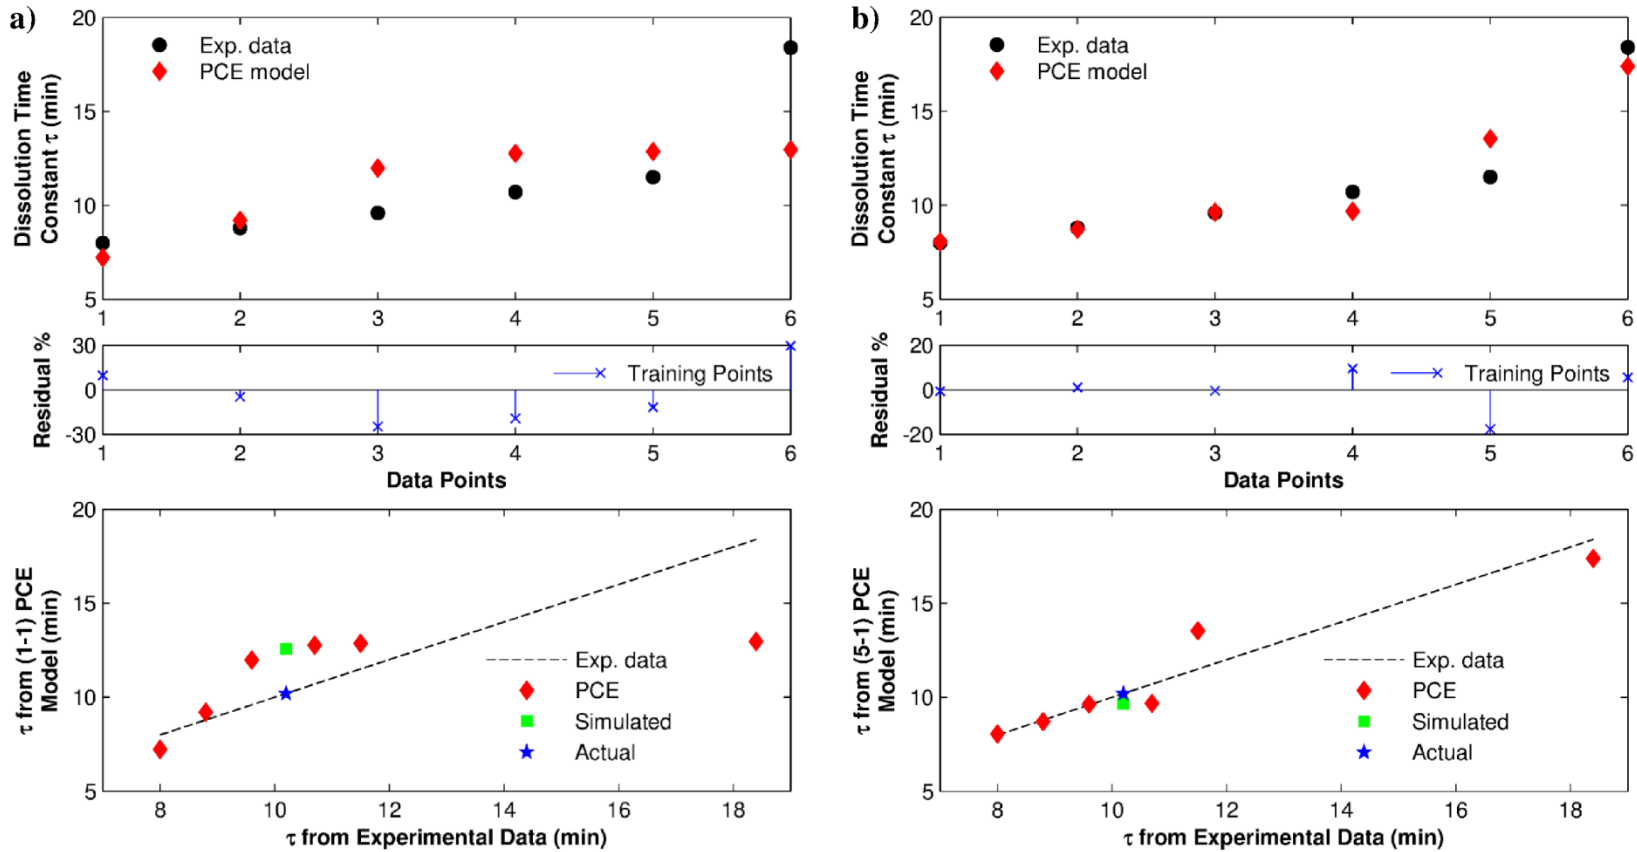 a)
Dissolution Time
Constant τ (min)
20
15
10
5
Exp. data
PCE model
1 2 3 4 5 6
Residual %
30
0
-30
Training Points
1 2 3 4 5 6
Data Points
τ from (1-1) PCE
Model (min)
20
15
10
5
Exp. data
PCE
Simulated
Actual
8 10 12 14 16 18
τ from Experimental Data (min)
b)
Dissolution Time
Constant τ (min)
20
15
10
5
Exp. data
PCE model
1 2 3 4 5 6
Residual %
20
0
-20
Training Points
1 2 3 4 5 6
Data Points
τ from (5-1) PCE
Model (min)
20
15
10
5
Exp. data
PCE
Simulated
Actual
8 10 12 14 16 18
τ from Experimental Data (min)